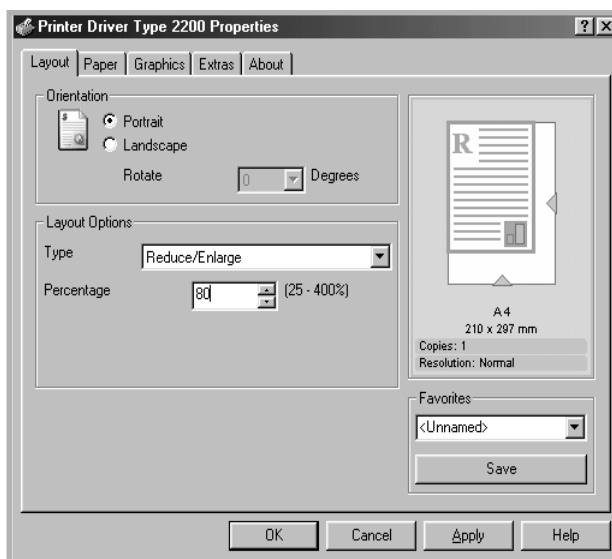 Printer Driver Type 2200 Properties
Layout Paper Graphics Extras About
Orientation
Portrait
Landscape
Rotate 0 Degrees
Layout Options
Type Reduce/Enlarge
Percentage 80 (25 - 400%)
R
A4
210 x 297 mm
Copies: 1
Resolution: Normal
Favorites
<Unnamed>
Save
OK Cancel Apply Help